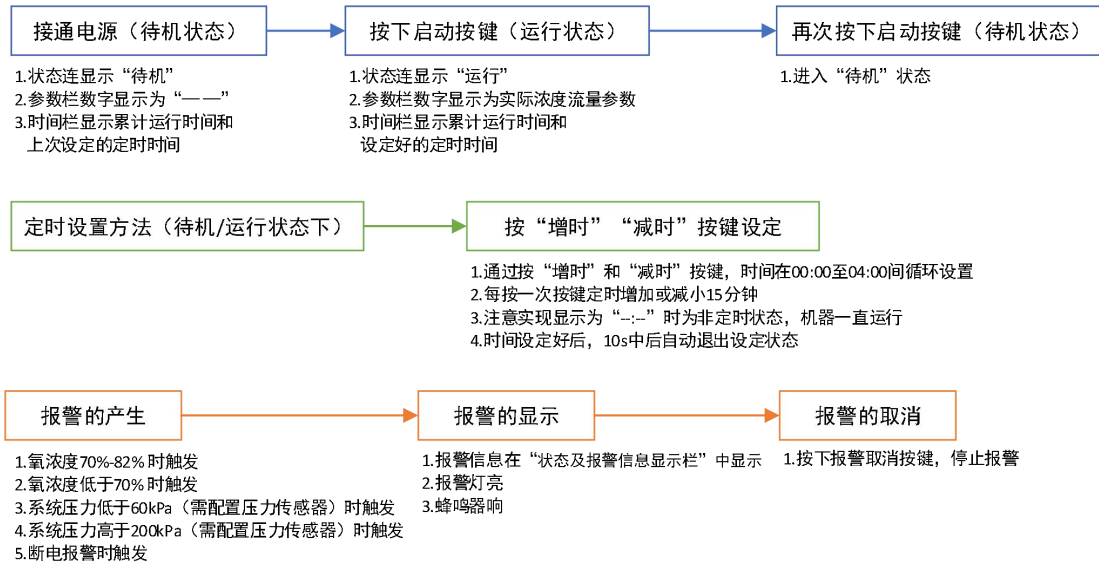 接通电源（待机状态）
按下启动按键（运行状态）
再次按下启动按键（待机状态）
1.状态连显示“待机”
2.参数栏数字显示为“——”
3.时间栏显示累计运行时间和
上次设定的定时时间
1.状态连显示“运行”
2.参数栏数字显示为实际浓度流量参数
3.时间栏显示累计运行时间和
设定好的定时时间
1.进入“待机”状态
定时设置方法（待机/运行状态下）
按“增时”“减时”按键设定
1.通过按“增时”和“减时”按键，时间在00:00至04:00间循环设置
2.每按一次按键定时增加或减小15分钟
3.注意实现显示为“--:--”时为非定时状态，机器一直运行
4.时间设定好后，10s中后自动退出设定状态
报警的产生
报警的显示
报警的取消
1.氧浓度70%-82%时触发
2.氧浓度低于70%时触发
3.系统压力低于60kPa（需配置压力传感器）时触发
4.系统压力高于200kPa（需配置压力传感器）时触发
5.断电报警时触发
1.报警信息在“状态及报警信息显示栏”中显示
2.报警灯亮
3.蜂鸣器响
1.按下报警取消按键，停止报警